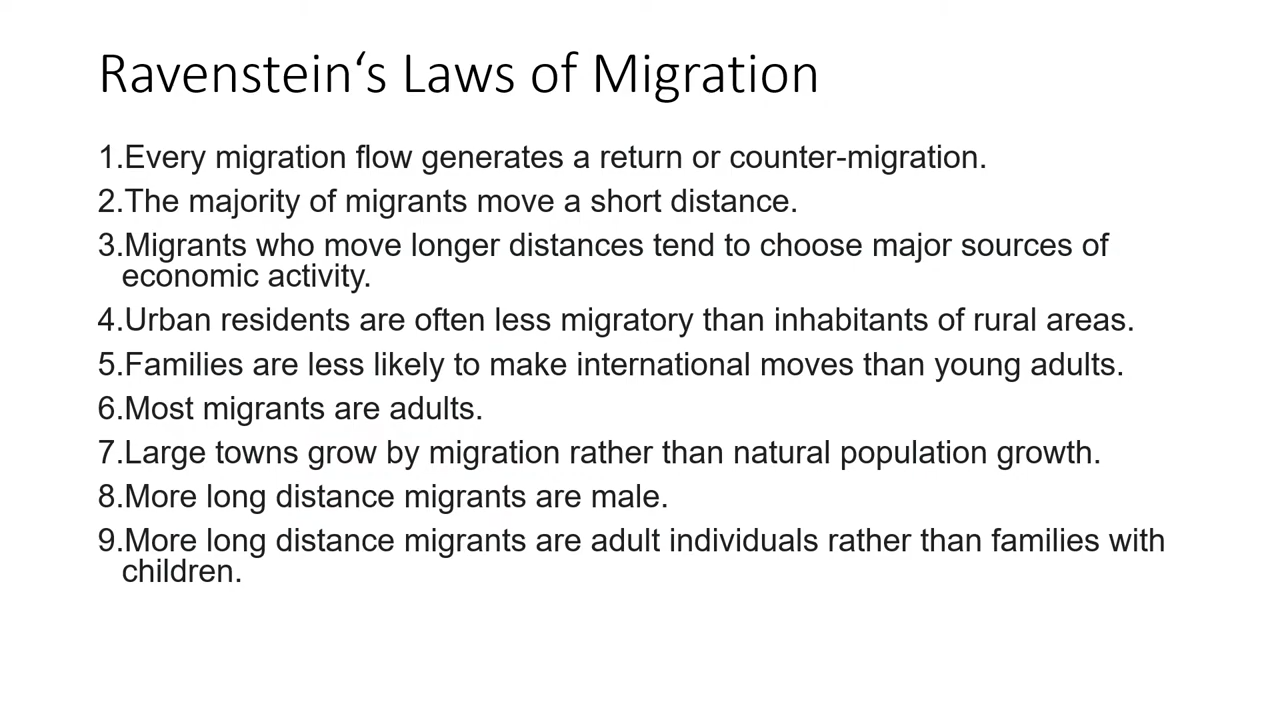 Ravenstein‘s Laws of Migration
1.Every migration flow generates a return or counter-migration.
2.The majority of migrants move a short distance.
3.Migrants who move longer distances tend to choose major sources of
economic activity.
4.Urban residents are often less migratory than inhabitants of rural areas.
5.Families are less likely to make international moves than young adults.
6.Most migrants are adults.
7.Large towns grow by migration rather than natural population growth.
8.More long distance migrants are male.
9.More long distance migrants are adult individuals rather than families with
children.